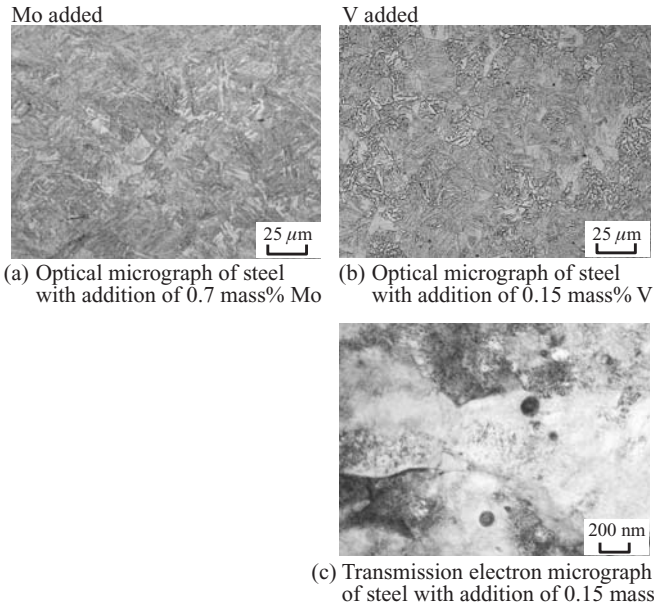 Mo added
V added
25 μm
25 μm
(a) Optical micrograph of steel
with addition of 0.7 mass% Mo
(b) Optical micrograph of steel
with addition of 0.15 mass% V
200 nm
(c) Transmission electron micrograph
of steel with addition of 0.15 mass